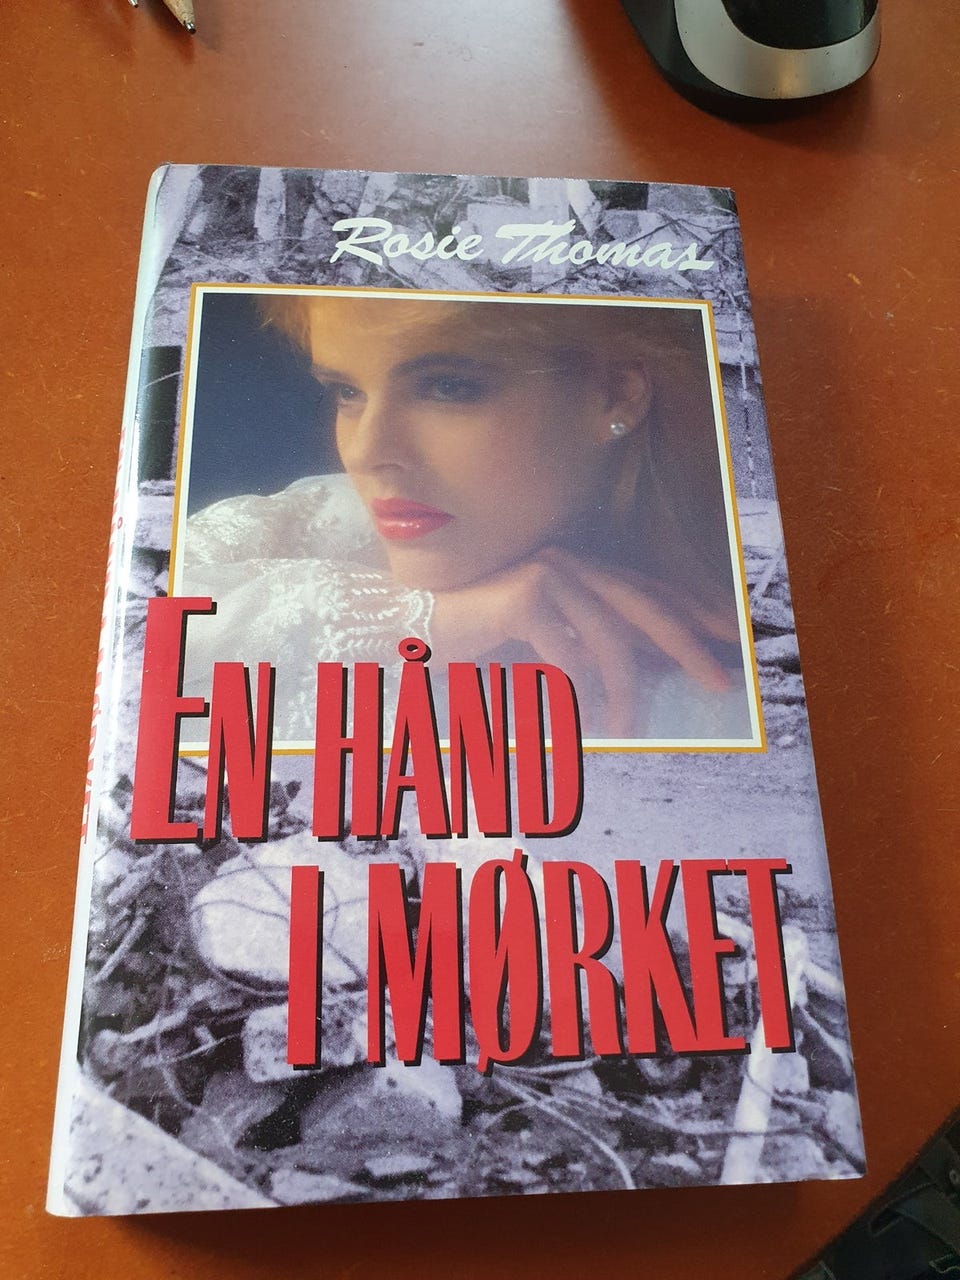 Rosie Thomas
EN HÅND
I MØRKET